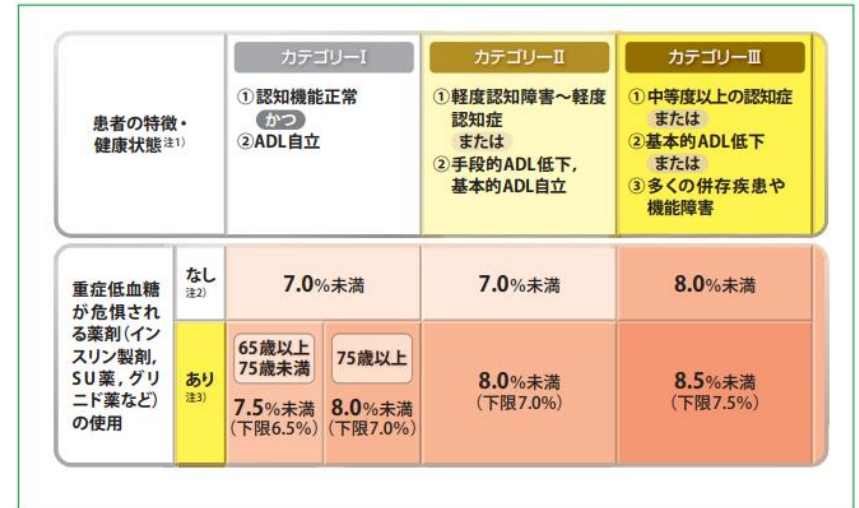 カテゴリーI
カテゴリーII
カテゴリーIII
患者の特徴・
健康状態注1)
①認知機能正常
かつ
②ADL自立
①軽度認知障害～軽度
認知症
または
②手段的ADL低下,
基本的ADL自立
①中等度以上の認知症
または
②基本的ADL低下
または
③多くの併存疾患や
機能障害
重症低血糖
が危惧され
る薬剤(イン
スリン製剤,
SU薬,グリ
ニド薬など)
の使用
なし
注2)
7.0%未満
7.0%未満
8.0%未満
あり
注3)
65歳以上
75歳未満
7.5%未満
(下限6.5%)
75歳以上
8.0%未満
(下限7.0%)
8.0%未満
(下限7.0%)
8.5%未満
(下限7.5%)